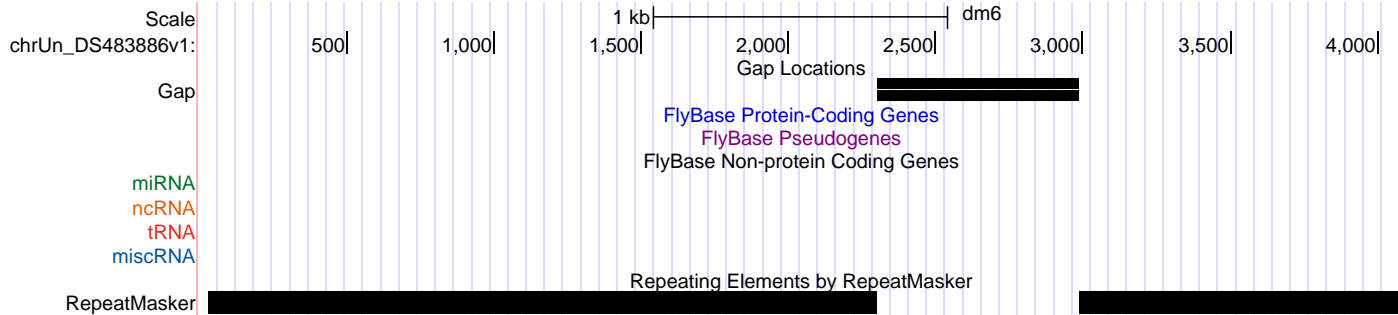 Scale 1 kb dm6
chrUn_DS483886v1: 500 1,000 1,500 2,000 2,500 3,000 3,500 4,000
Gap Locations
Gap
FlyBase Protein-Coding Genes
FlyBase Pseudogenes
FlyBase Non-protein Coding Genes
miRNA
ncRNA
tRNA
miscRNA
Repeating Elements by RepeatMasker
RepeatMasker